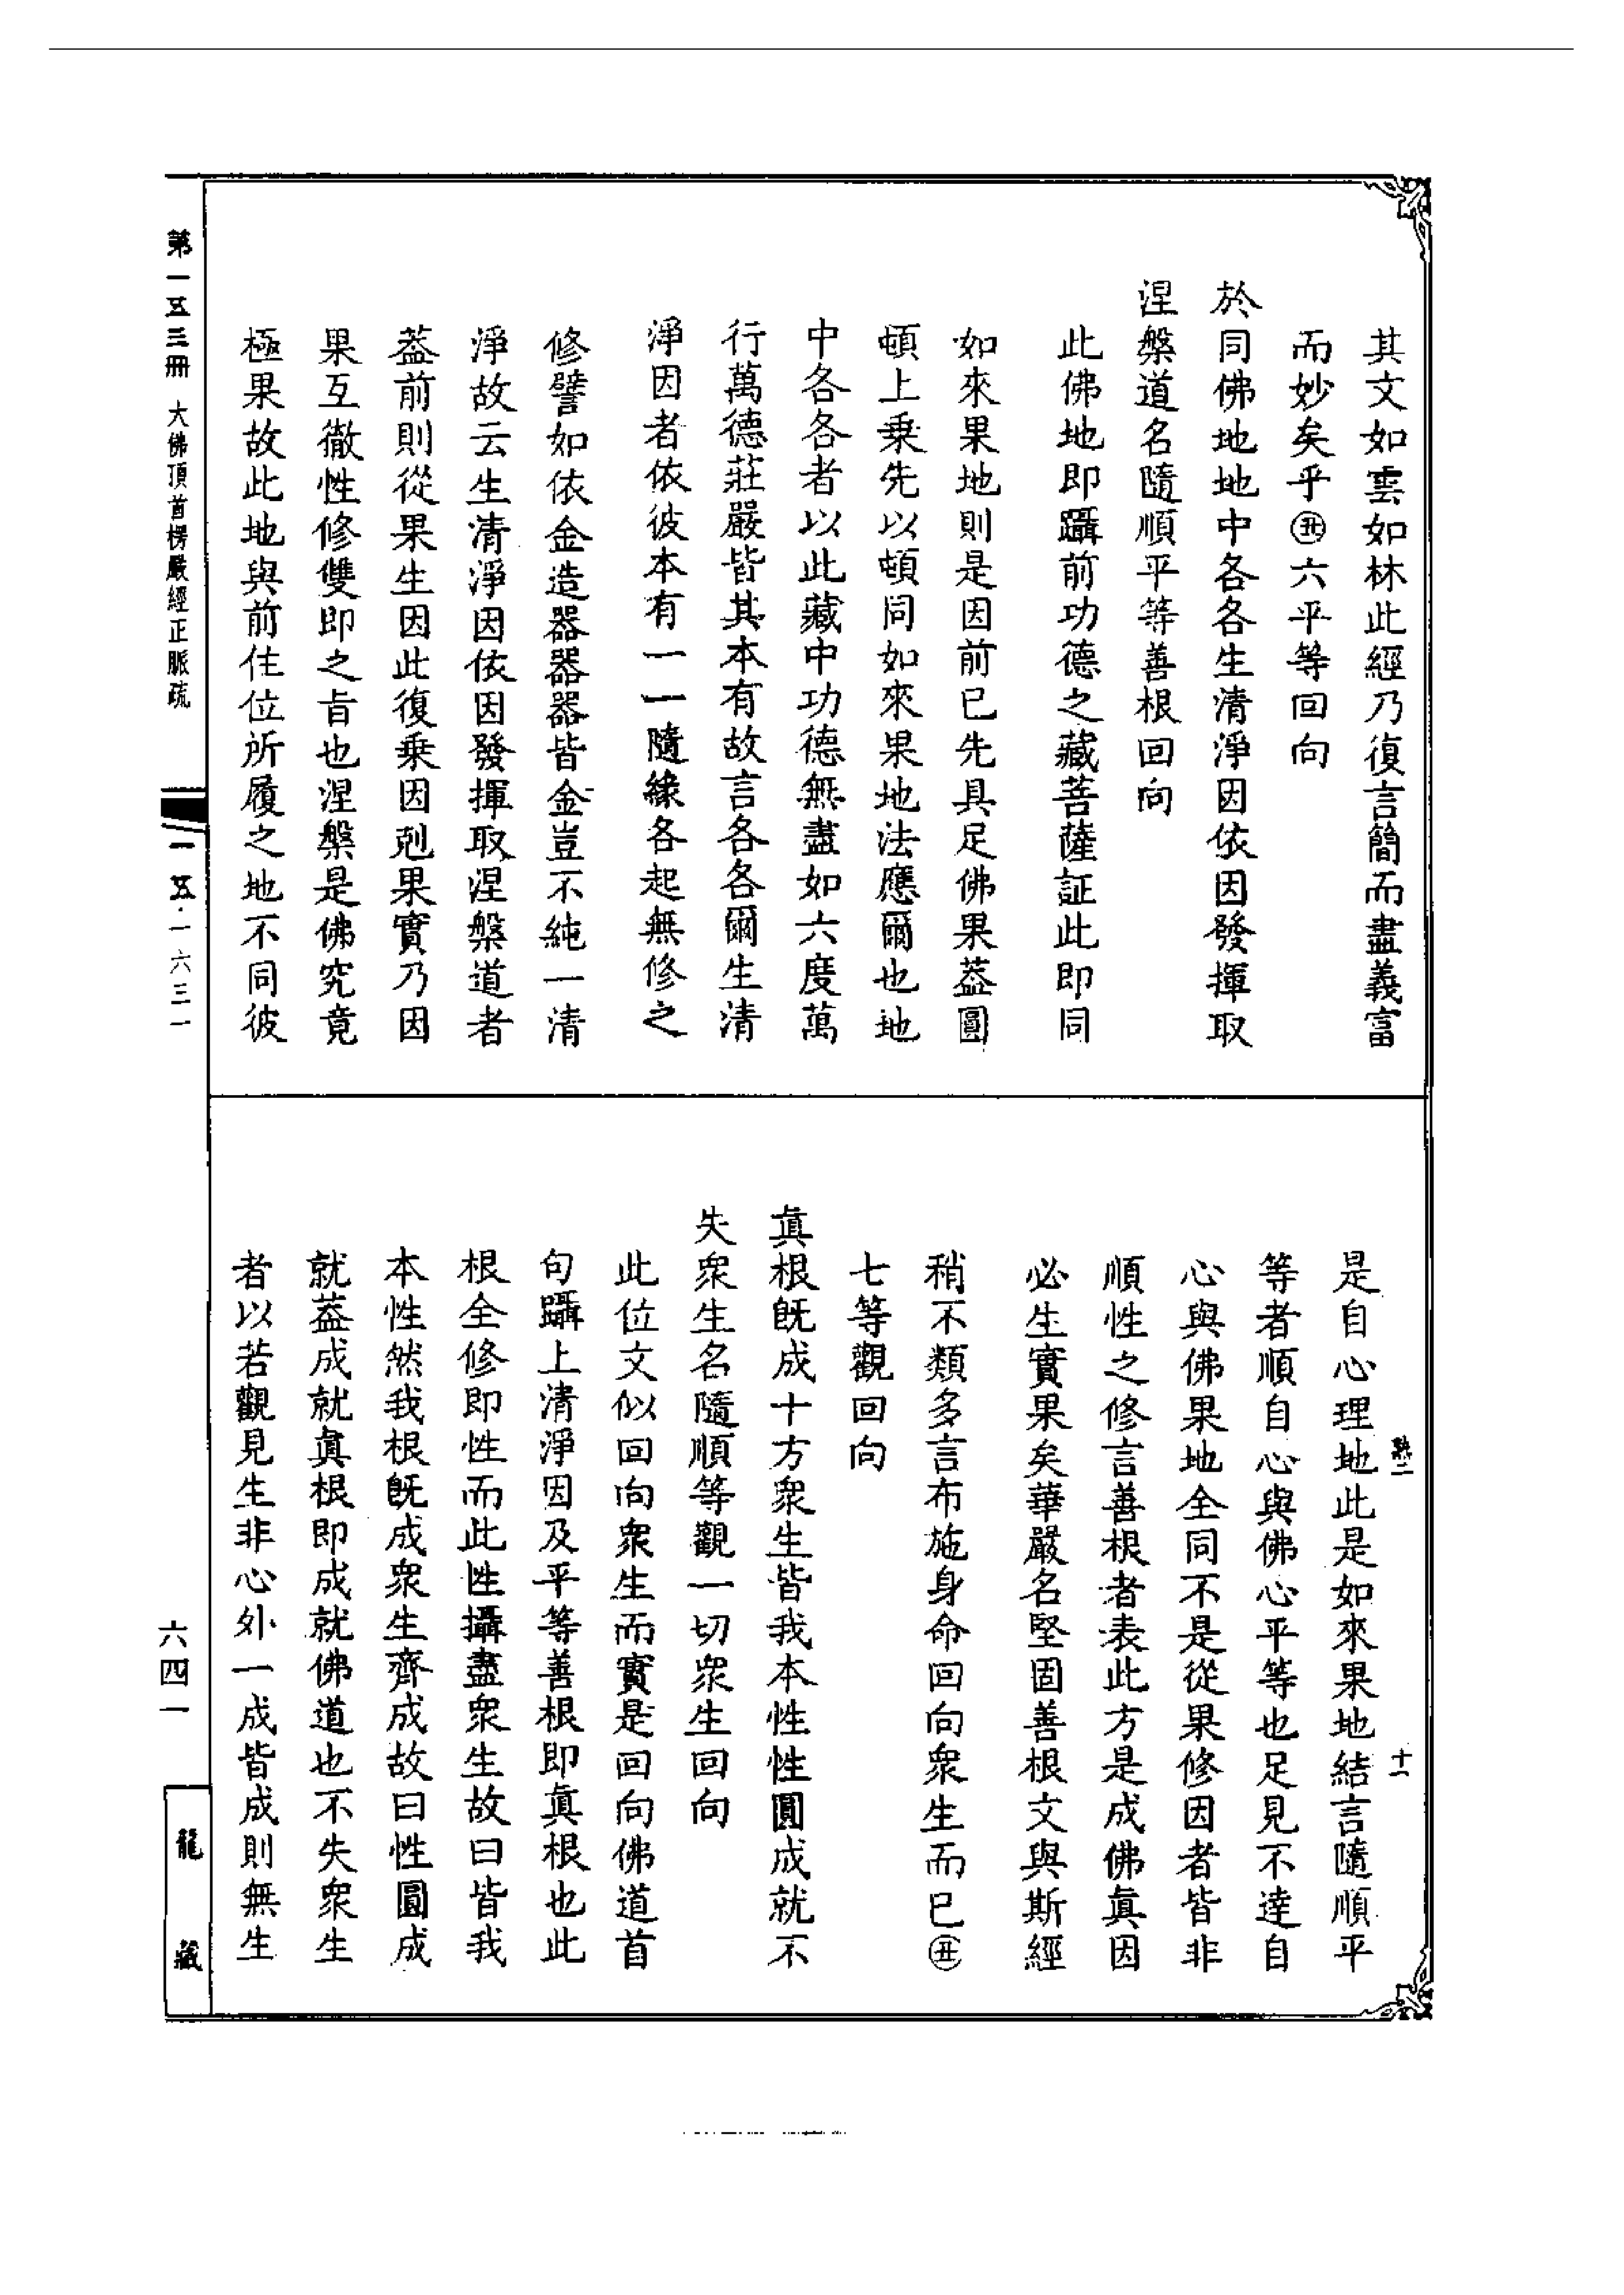 其文如雲如林此經乃復言簡而盡義富
而妙矣乎㊄六平等回向
於同佛地地中各各生清淨因依因發揮取
涅槃道名隨順平等善根回向
此佛地即躡前功德之藏菩薩証此即同
如來果地則是因前已先具足佛果葢圓
頓上乗先以頓同如來果地法應爾也地
中各各者以此藏中功德無盡如六度萬
行萬德莊嚴皆其本有故言各各爾生清
淨因者依彼本有一一隨緣各起無修之
修譬如依金造器器器皆金豈不純一清
淨故云生清淨因依因發揮取涅槃道者
葢前則從果生因此復乗因剋果實乃因
果互徹性修雙即之旨也涅槃是佛究竟
極果故此地與前住位所履之地不同彼
是自心理地此是如來果地結言隨順平
等者順自心與佛心平等也足見不達自
心與佛果地全同不是從果修因者皆非
順性之修言善根者表此方是成佛真因
必生實果矣華嚴名堅固善根文與斯經
稍不類多言布施身命回向衆生而已丑
七等觀回向
真根旣成十方衆生皆我本性性圓成就不
失衆生名隨順等觀一切衆生回向
此位文似回向衆生而實是回向佛道首
句躡上清淨因及平等善根即真根也此
根全修即性而此性攝盡衆生故曰皆我
本性然我根旣成衆生齊成故曰性圓成
就葢成就真根即成就佛道也不失衆生
者以若觀見生非心外一成皆成則無生
十一
第一五三冊 大佛頂首楞嚴經正脈疏
一五·一六三一
六四一
龍藏